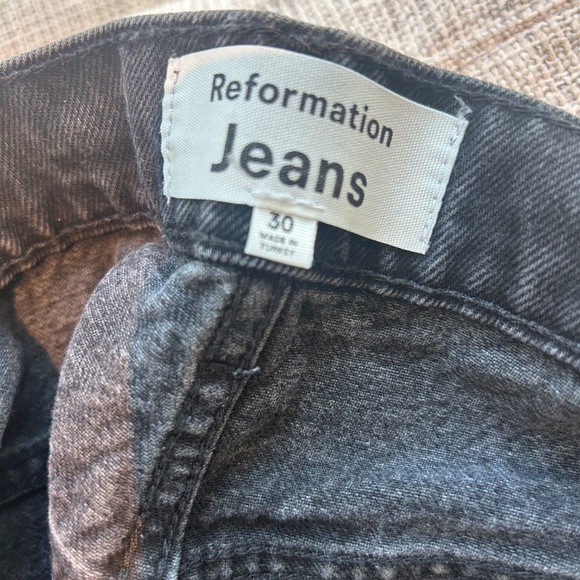 Reformation
Jeans
30
MADE IN
TURKEY